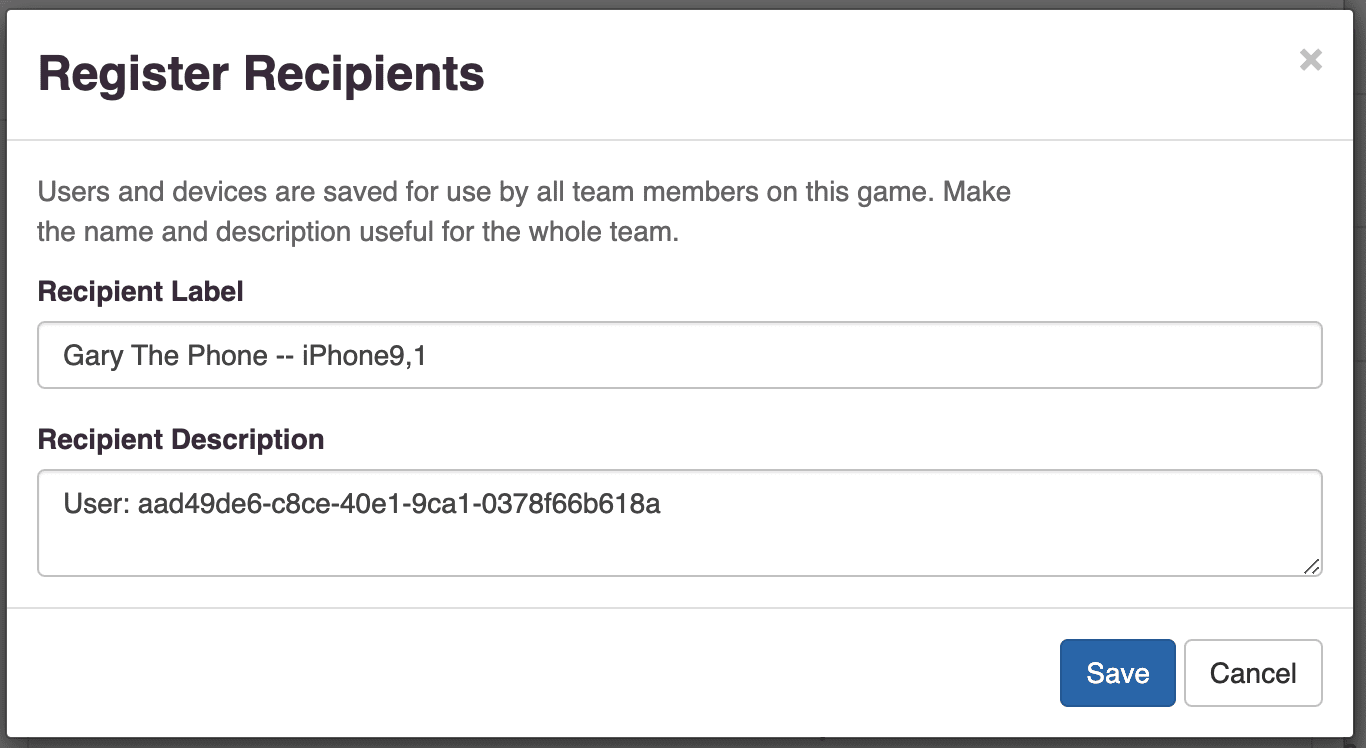 Register Recipients
×
Users and devices are saved for use by all team members on this game. Make
the name and description useful for the whole team.
Recipient Label
Gary The Phone -- iPhone9,1
Recipient Description
User: aad49de6-c8ce-40e1-9ca1-0378f66b618a
Save Cancel